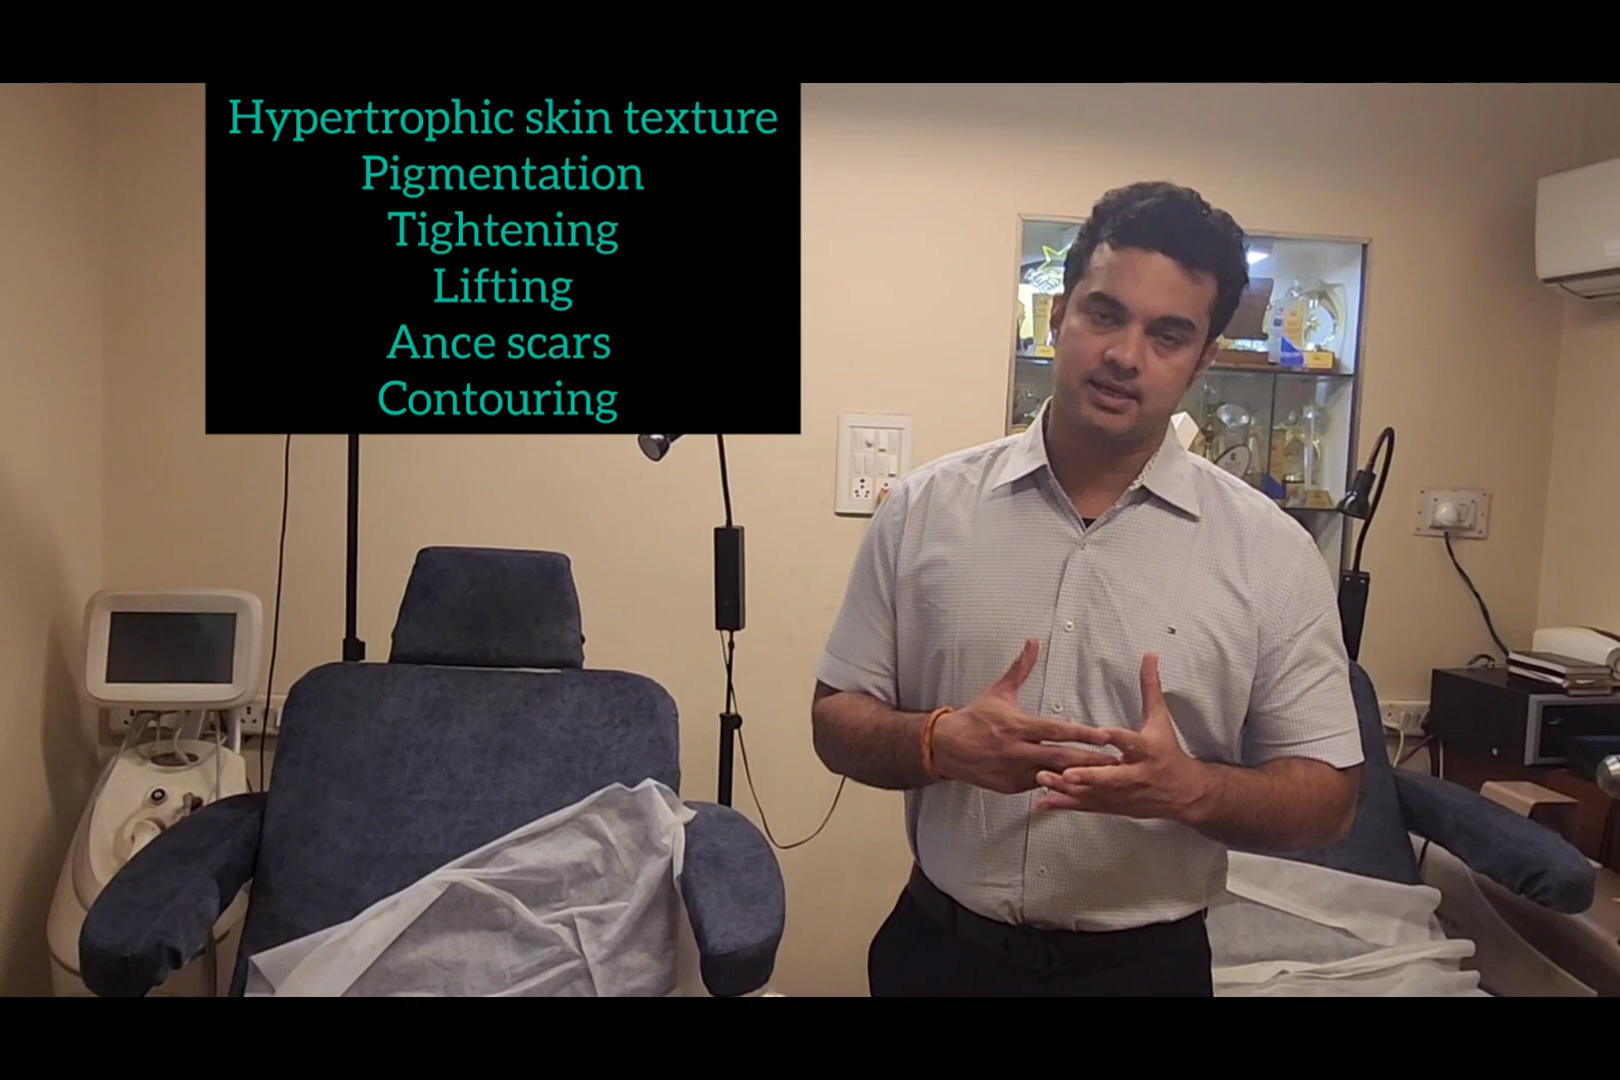 Hypertrophic skin texture
Pigmentation
Tightening
Lifting
Ance scars
Contouring